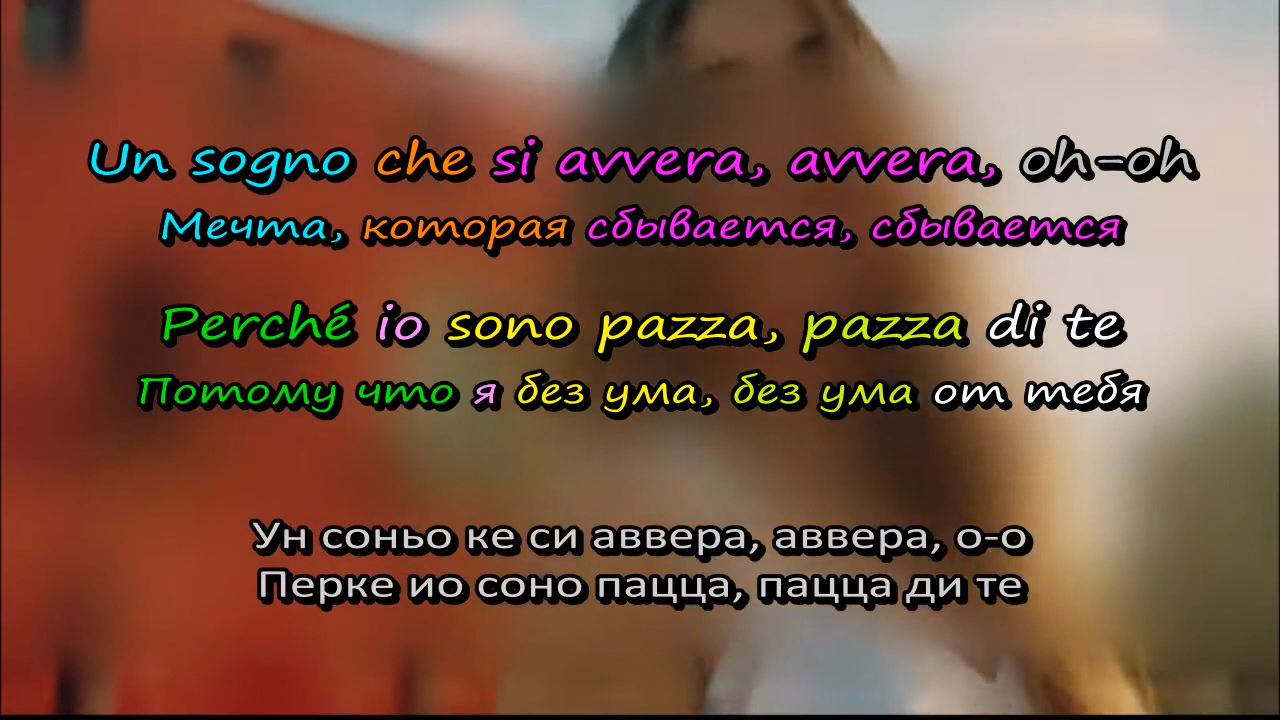 Un sogno che si avvera, avvera, oh-oh
Мечта, которая сбывается, сбывается
Perché io sono pazza, pazza di te
Потому что я без ума, без ума от тебя
Ун соньо ке си аввера, аввера, о-о
Перке ио соно пацца, пацца ди те